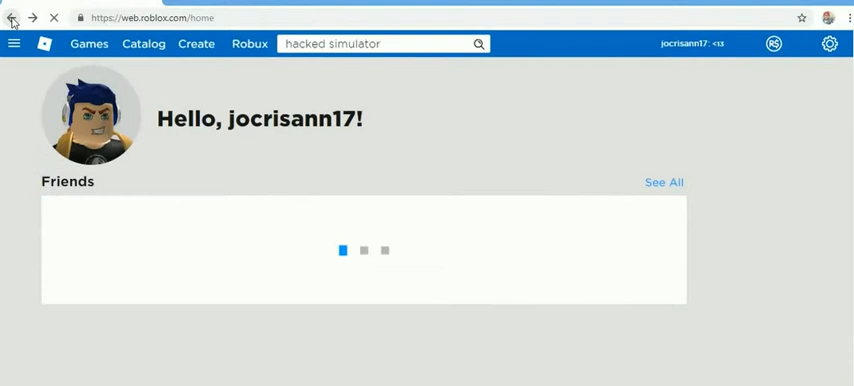 https://web.roblox.com/home
Games Catalog Create Robux hacked simulator jocrisann17: <13 R$
Hello, jocrisann17!
Friends See All